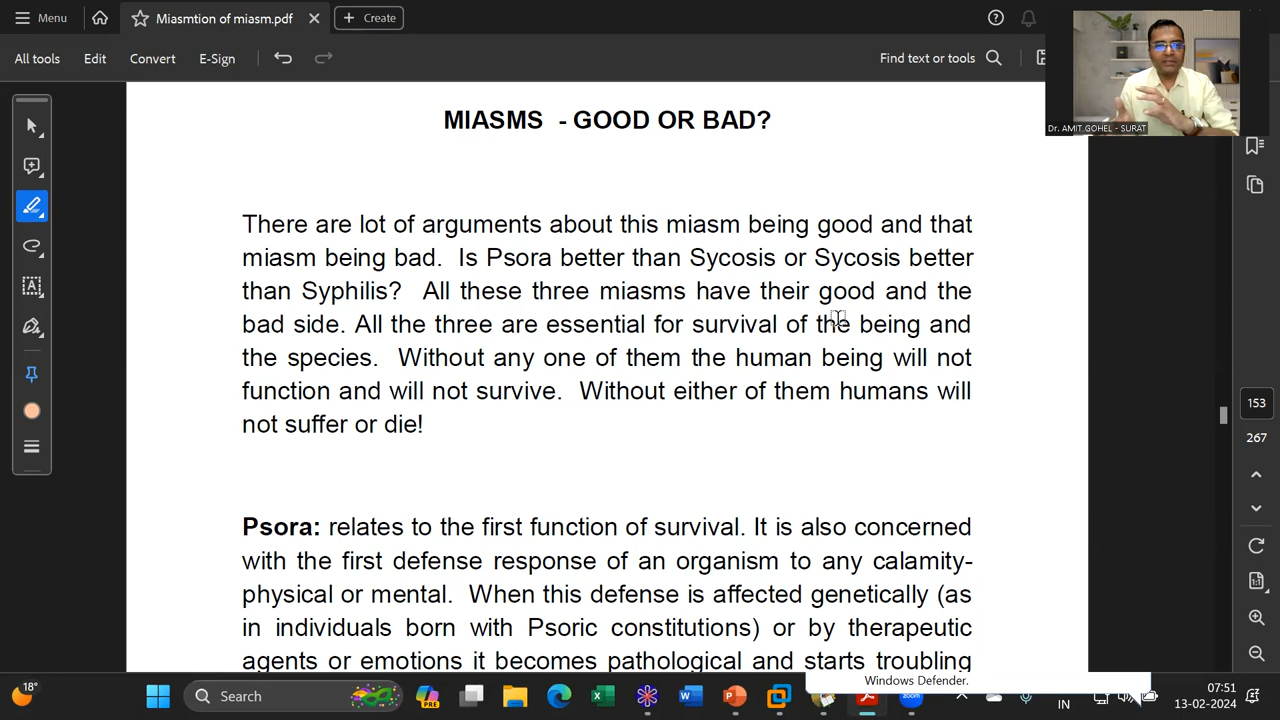 Menu
Miasmtion of miasm.pdf
Create
All tools
Edit
Convert
E-Sign
Find text or tools
Dr. AMIT GOHEL - SURAT
MIASMS - GOOD OR BAD?
There are lot of arguments about this miasm being good and that
miasm being bad. Is Psora better than Sycosis or Sycosis better
than Syphilis? All these three miasms have their good and the
bad side. All the three are essential for survival of the being and
the species. Without any one of them the human being will not
function and will not survive. Without either of them humans will
not suffer or die!
Psora: relates to the first function of survival. It is also concerned
with the first defense response of an organism to any calamity-
physical or mental. When this defense is affected genetically (as
in individuals born with Psoric constitutions) or by therapeutic
agents or emotions it becomes pathological and starts troubling
153
267
1:1
Windows Defender.
18°
Search
PRE
zoom
IN
07:51
13-02-2024